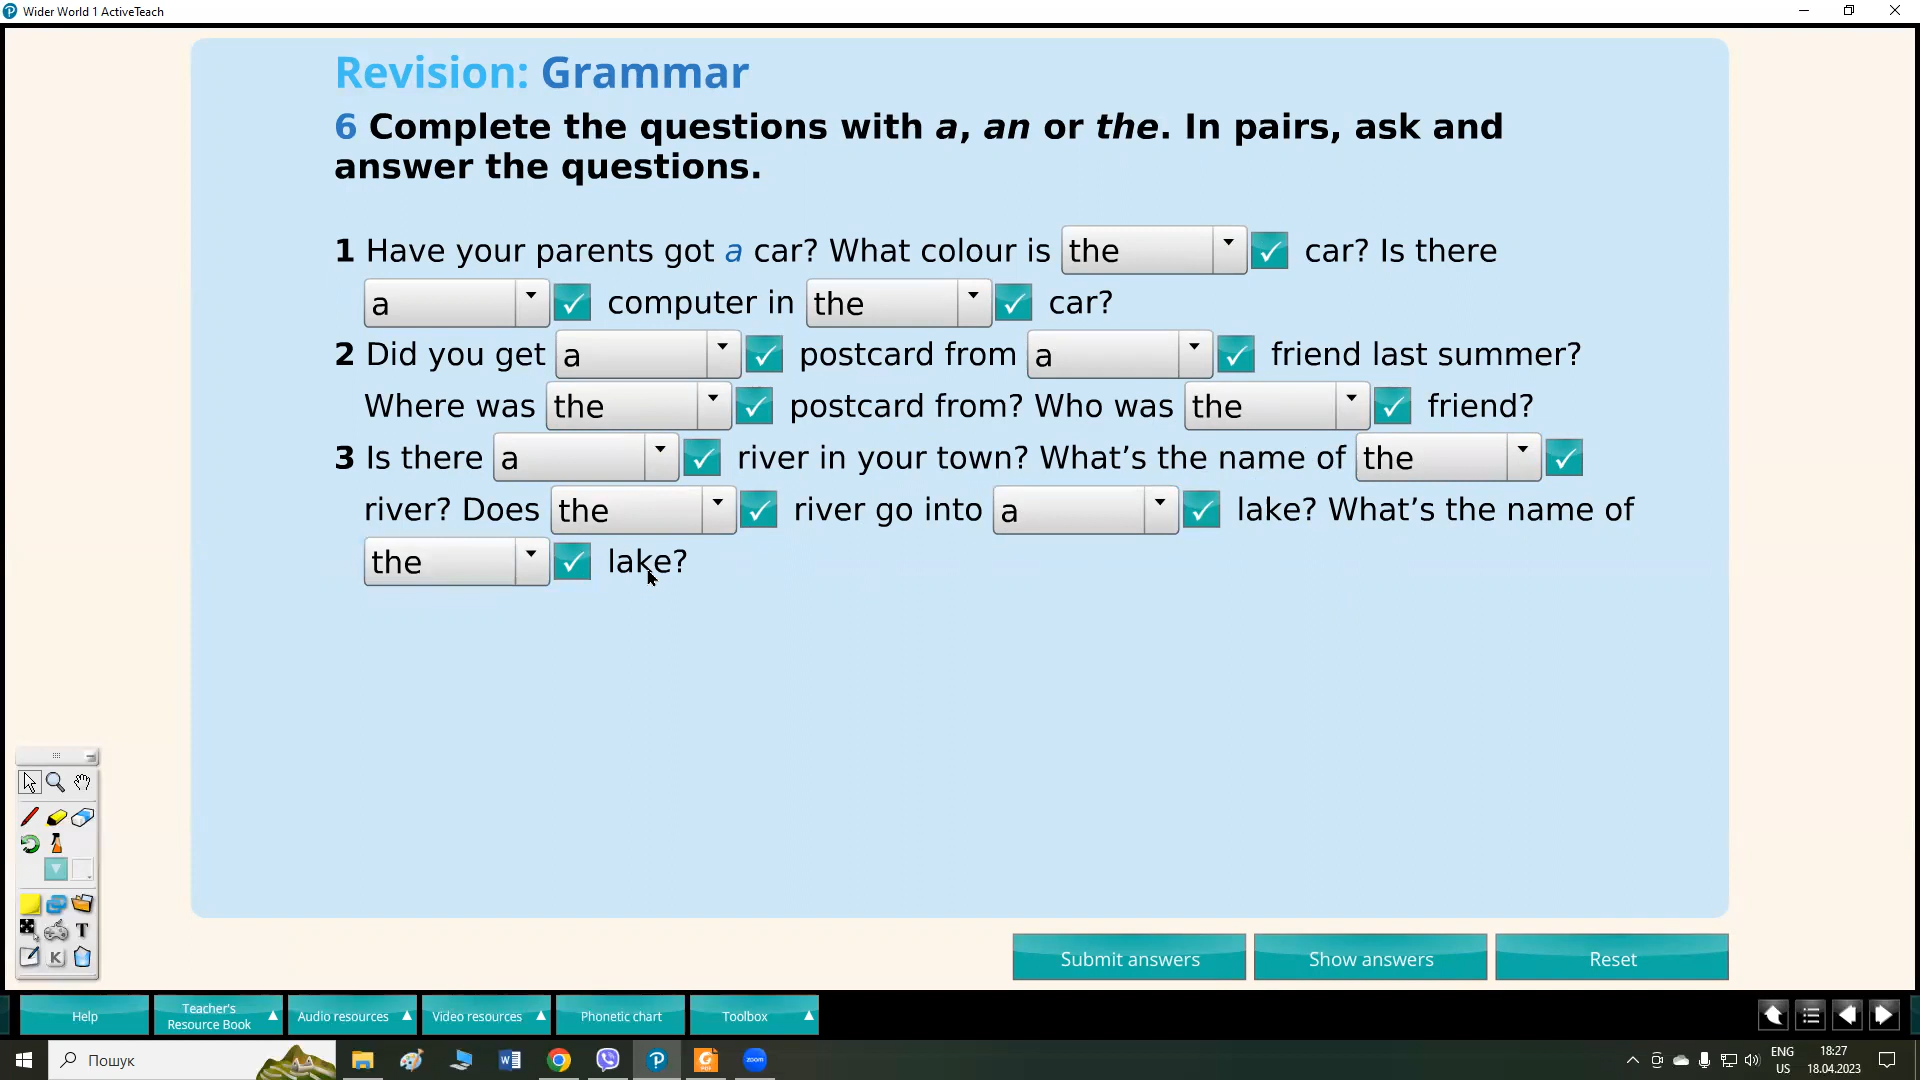 Wider World 1 ActiveTeach
Revision: Grammar
6 Complete the questions with a, an or the. In pairs, ask and
answer the questions.
1 Have your parents got a car? What colour is the car? Is there
a computer in the car?
2 Did you get a postcard from a friend last summer?
Where was the postcard from? Who was the friend?
3 Is there a river in your town? What's the name of the
river? Does the river go into a lake? What's the name of
the lake?
T
K
Submit answers Show answers Reset
Help Teacher's Resource Book Audio resources Video resources Phonetic chart Toolbox
Пошук
zoom
ENG
US
18:27
18.04.2023